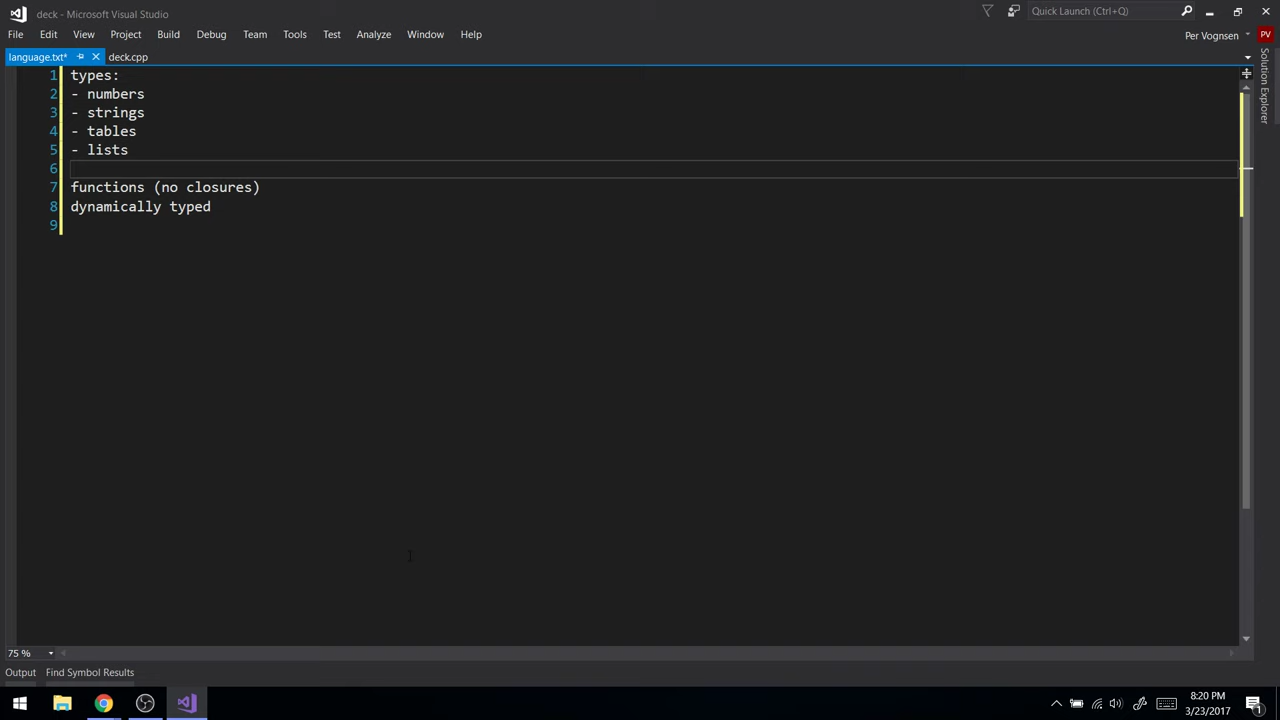 deck - Microsoft Visual Studio
Quick Launch (Ctrl+Q)
File Edit View Project Build Debug Team Tools Test Analyze Window Help
Per Vognsen
PV
language.txt*
deck.cpp
Solution Explorer
1 types:
2 - numbers
3 - strings
4 - tables
5 - lists
6
7 functions (no closures)
8 dynamically typed
9
75 %
Output Find Symbol Results
8:20 PM
3/23/2017
1